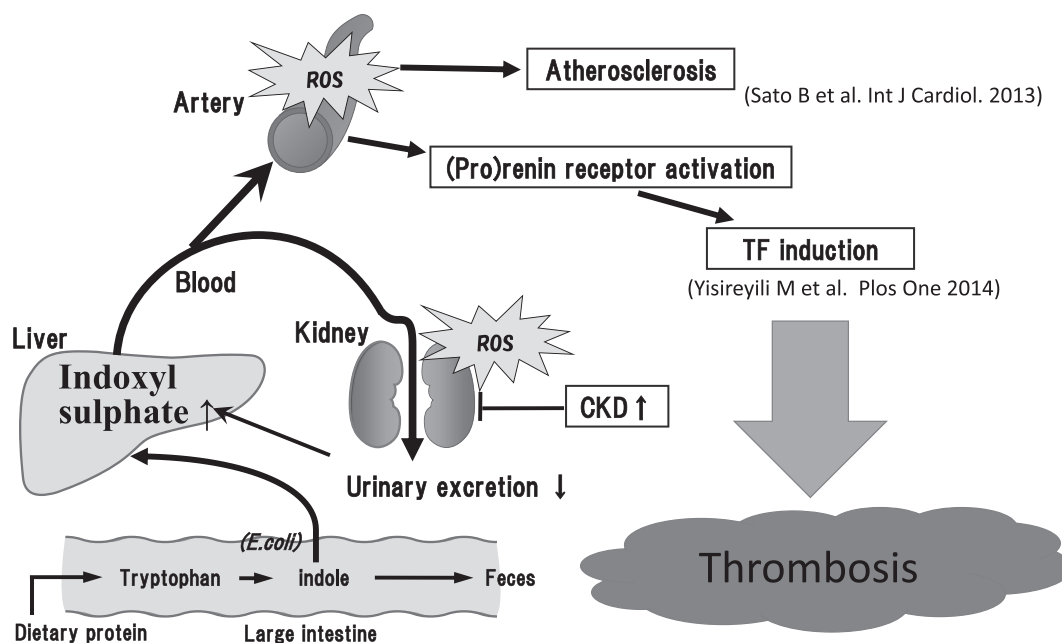 ROS
Artery
Atherosclerosis
(Sato B et al. Int J Cardiol. 2013)
(Pro)renin receptor activation
TF induction
(Yisireyili M et al.  Plos One 2014)
Blood
Kidney
ROS
Liver
Indoxyl
sulphate ↑
CKD ↑
Urinary excretion ↓
(E.coli)
Tryptophan
indole
Feces
Dietary protein
Large intestine
Thrombosis